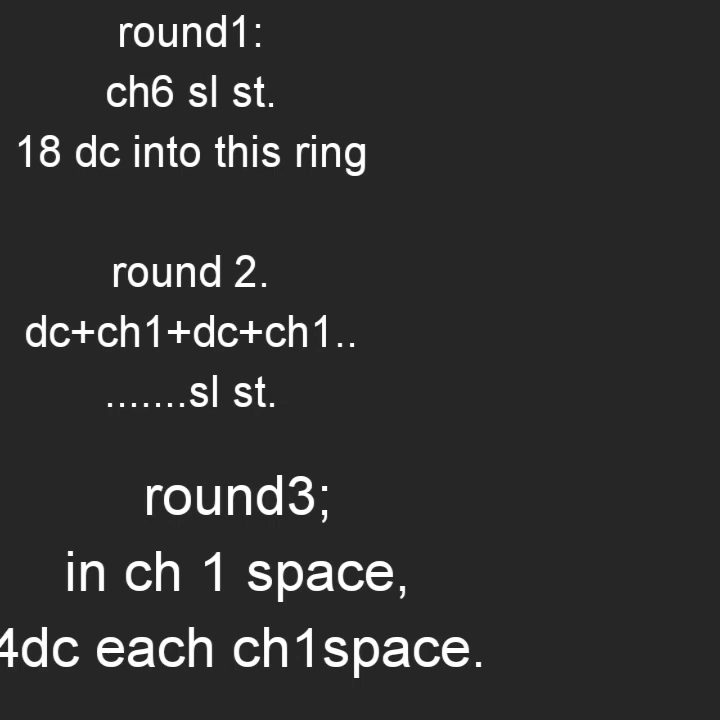 round1:
ch6 sl st.
18 dc into this ring
round 2.
dc+ch1+dc+ch1..
.......sl st.
round3;
in ch 1 space,
4dc each ch1space.